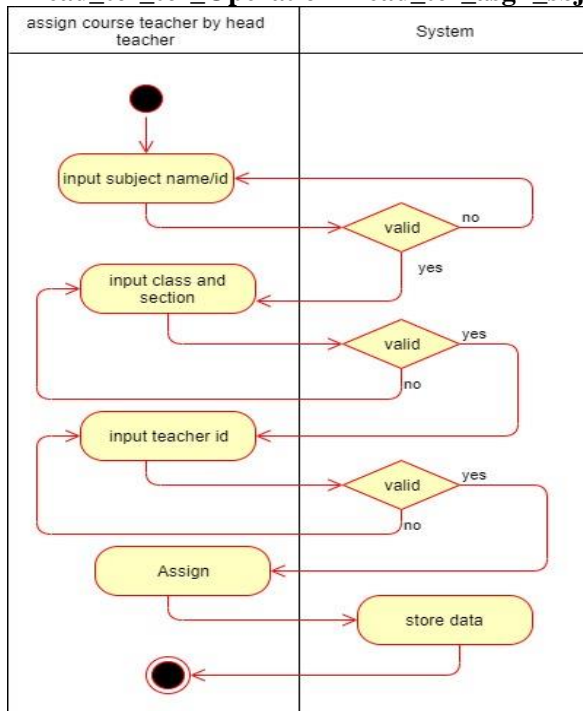 assign course teacher by head
teacher
System
input subject name/id
valid
no
yes
input class and
section
valid
yes
no
input teacher id
valid
yes
no
Assign
store data